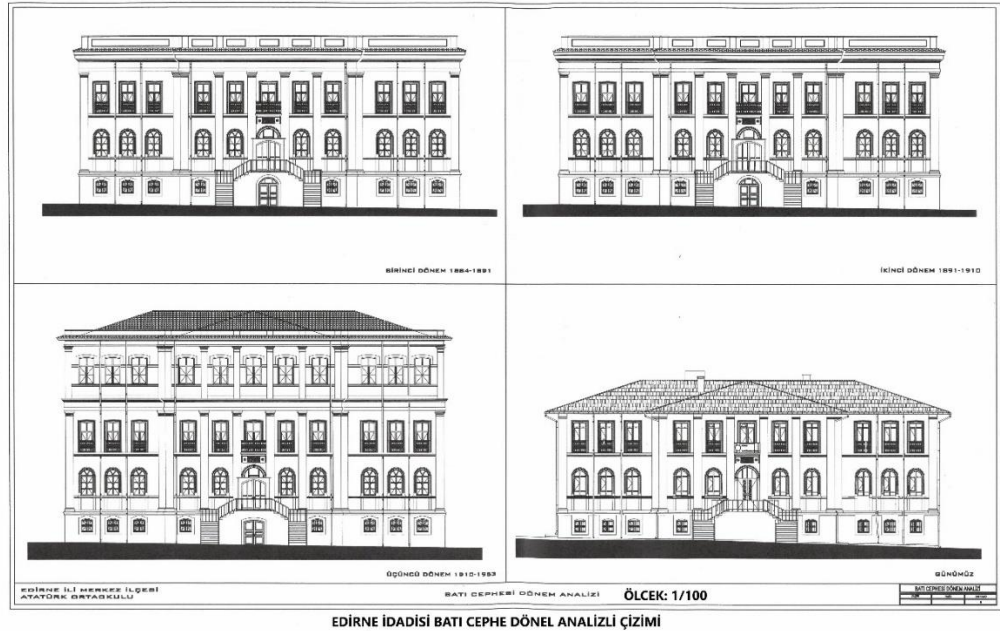 BİRİNCİ DÖNEM 1884-1891
İKİNCİ DÖNEM 1891-1910
ÜÇÜNCÜ DÖNEM 1910-1953
GÜNÜMÜZ
EDİRNE İLİ MERKEZ İLÇESİ
ATATÜRK ORTAOKULU
BATI CEPHESİ DÖNEM ANALİZİ
ÖLCEK: 1/100
BATI CEPHESİ DÖNEM ANALİZİ
EDİRNE İDADİSİ BATI CEPHE DÖNEL ANALİZLİ ÇİZİMİ